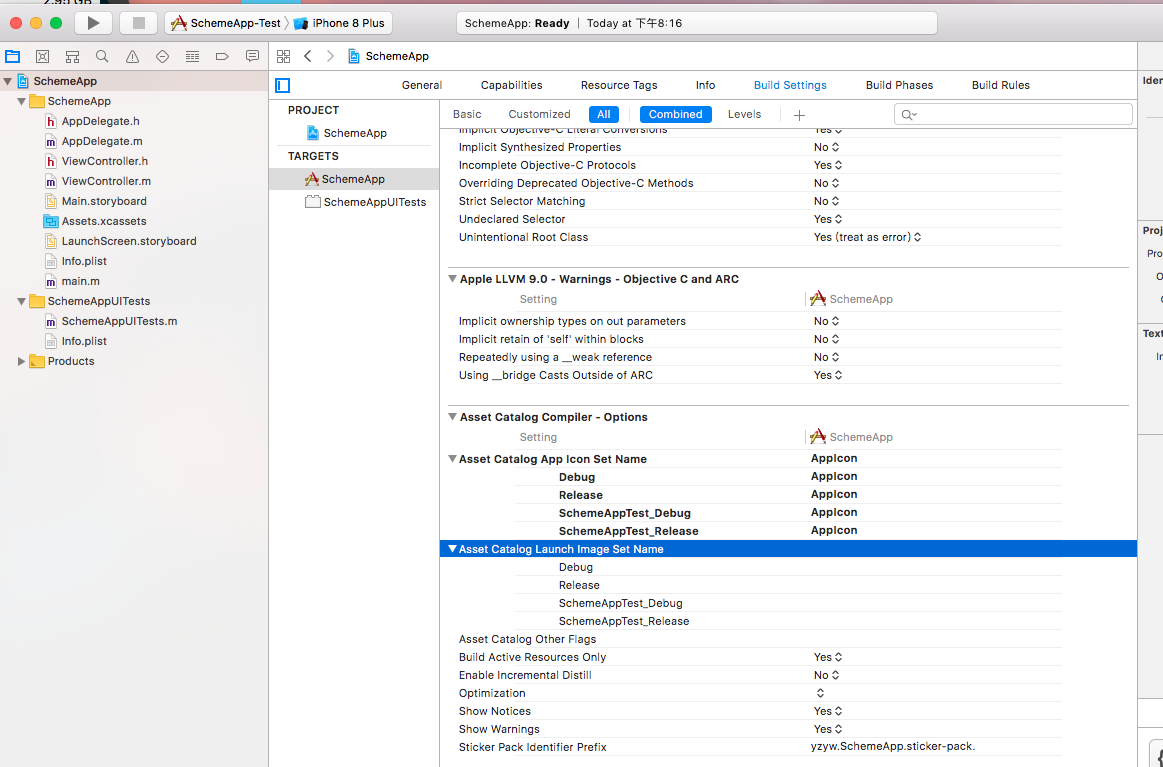 2.95 GB
SchemeApp-Test iPhone 8 Plus SchemeApp: Ready | Today at 下午8:16
SchemeApp
SchemeApp
SchemeApp
AppDelegate.h
AppDelegate.m
ViewController.h
ViewController.m
Main.storyboard
Assets.xcassets
LaunchScreen.storyboard
Info.plist
main.m
SchemeAppUITests
SchemeAppUITests.m
Info.plist
Products
General Capabilities Resource Tags Info Build Settings Build Phases Build Rules
PROJECT
SchemeApp
TARGETS
SchemeApp
SchemeAppUITests
Basic Customized All Combined Levels +
Implicit Objective-C Literal Conversions Yes
Implicit Synthesized Properties No
Incomplete Objective-C Protocols Yes
Overriding Deprecated Objective-C Methods No
Strict Selector Matching No
Undeclared Selector Yes
Unintentional Root Class Yes (treat as error)
Apple LLVM 9.0 - Warnings - Objective C and ARC
Setting SchemeApp
Implicit ownership types on out parameters No
Implicit retain of 'self' within blocks No
Repeatedly using a __weak reference No
Using __bridge Casts Outside of ARC Yes
Asset Catalog Compiler - Options
Setting SchemeApp
Asset Catalog App Icon Set Name AppIcon
Debug AppIcon
Release AppIcon
SchemeAppTest_Debug AppIcon
SchemeAppTest_Release AppIcon
Asset Catalog Launch Image Set Name
Debug
Release
SchemeAppTest_Debug
SchemeAppTest_Release
Asset Catalog Other Flags
Build Active Resources Only Yes
Enable Incremental Distill No
Optimization
Show Notices Yes
Show Warnings Yes
Sticker Pack Identifier Prefix yzyw.SchemeApp.sticker-pack.